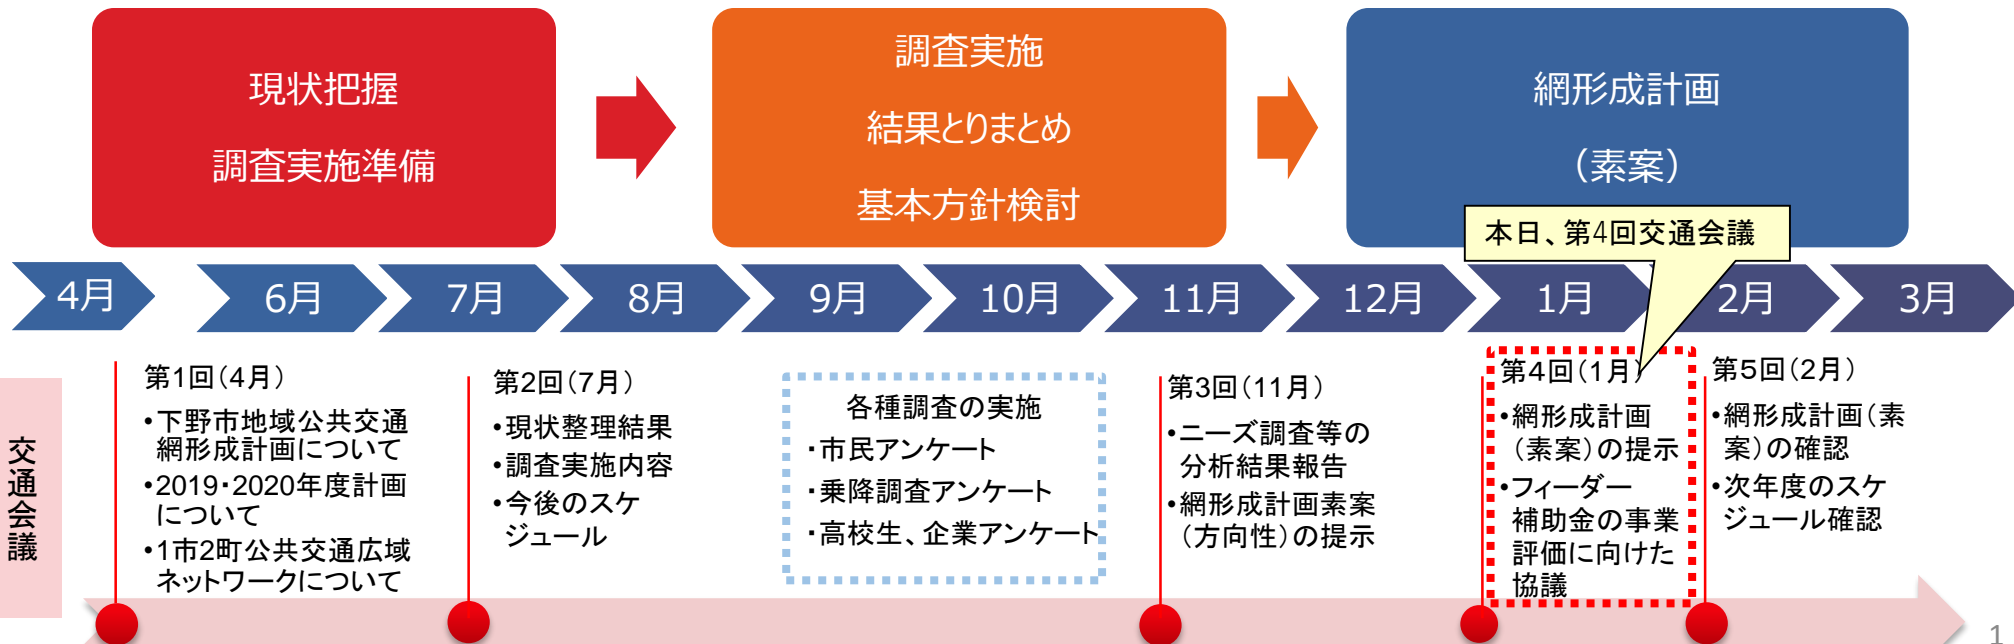 現状把握
調査実施準備
調査実施
結果とりまとめ
基本方針検討
網形成計画
（素案）
本日、第4回交通会議
4月
6月
7月
8月
9月
10月
11月
12月
1月
2月
3月
交通会議
第1回（4月）
•下野市地域公共交通
網形成計画について
•2019・2020年度計画
について
•1市2町公共交通広域
ネットワークについて
第2回（7月）
•現状整理結果
•調査実施内容
•今後のスケ
ジュール
各種調査の実施
・市民アンケート
・乗降調査アンケート
・高校生、企業アンケート
第3回（11月）
•ニーズ調査等の
分析結果報告
•網形成計画素案
（方向性）の提示
第4回（1月）
•網形成計画
（素案）の提示
•フィーダー
補助金の事業
評価に向けた
協議
第5回（2月）
•網形成計画（素
案）の確認
•次年度のスケ
ジュール確認
1